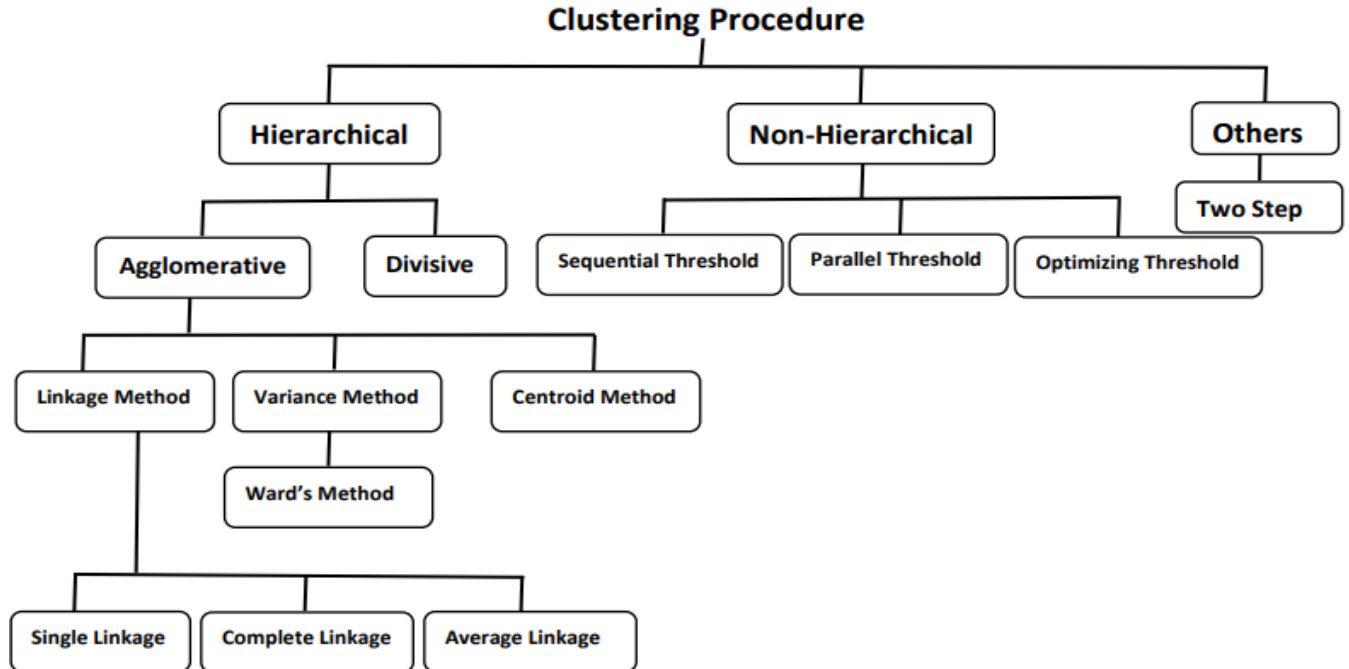 Clustering Procedure
Hierarchical
Non-Hierarchical
Others
Two Step
Agglomerative
Divisive
Sequential Threshold
Parallel Threshold
Optimizing Threshold
Linkage Method
Variance Method
Centroid Method
Ward's Method
Single Linkage
Complete Linkage
Average Linkage